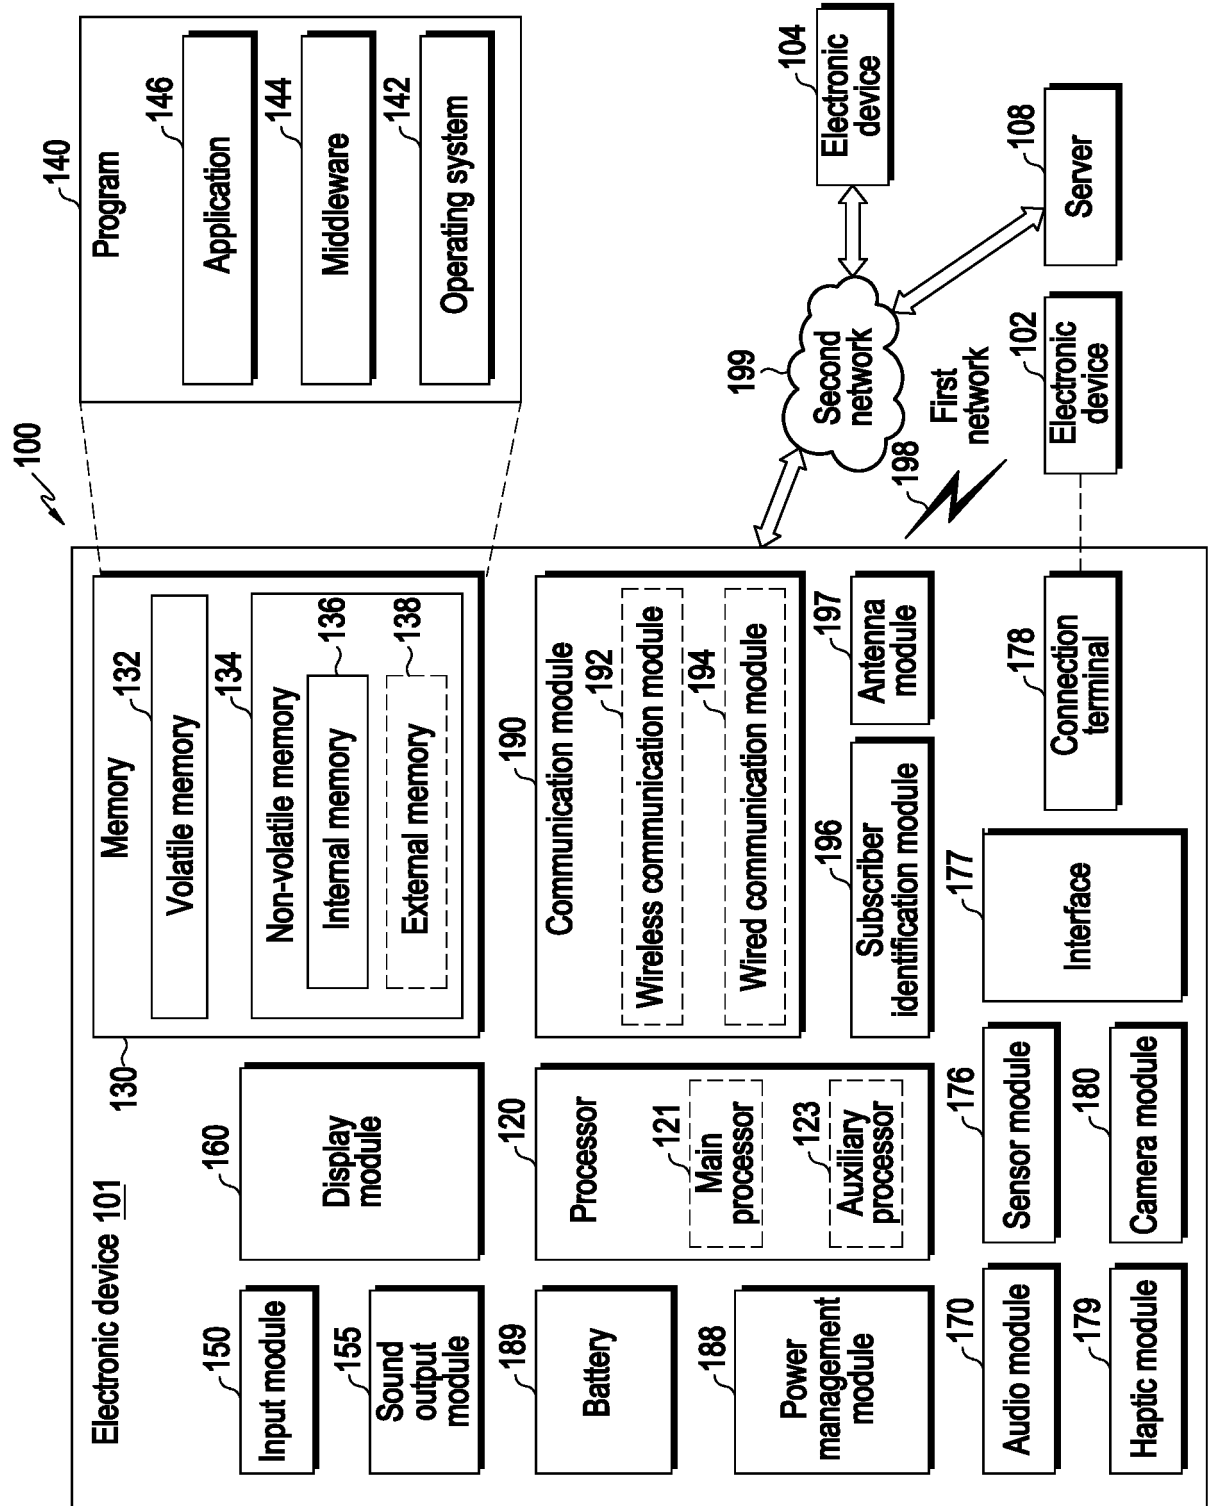 100
140
Program
146
Application
144
Middleware
142
Operating system
Electronic device 101
130
Memory
132
Volatile memory
134
Non-volatile memory
136
Internal memory
138
External memory
150
Input module
155
Sound
output
module
160
Display
module
189
Battery
120
Processor
121
Main
processor
123
Auxiliary
processor
190
Communication module
192
Wireless communication module
194
Wired communication module
188
Power
management
module
196
Subscriber
identification module
197
Antenna
module
170
Audio module
176
Sensor module
177
Interface
178
Connection
terminal
179
Haptic module
180
Camera module
199
Second
network
104
Electronic
device
198
First
network
108
Server
102
Electronic
device